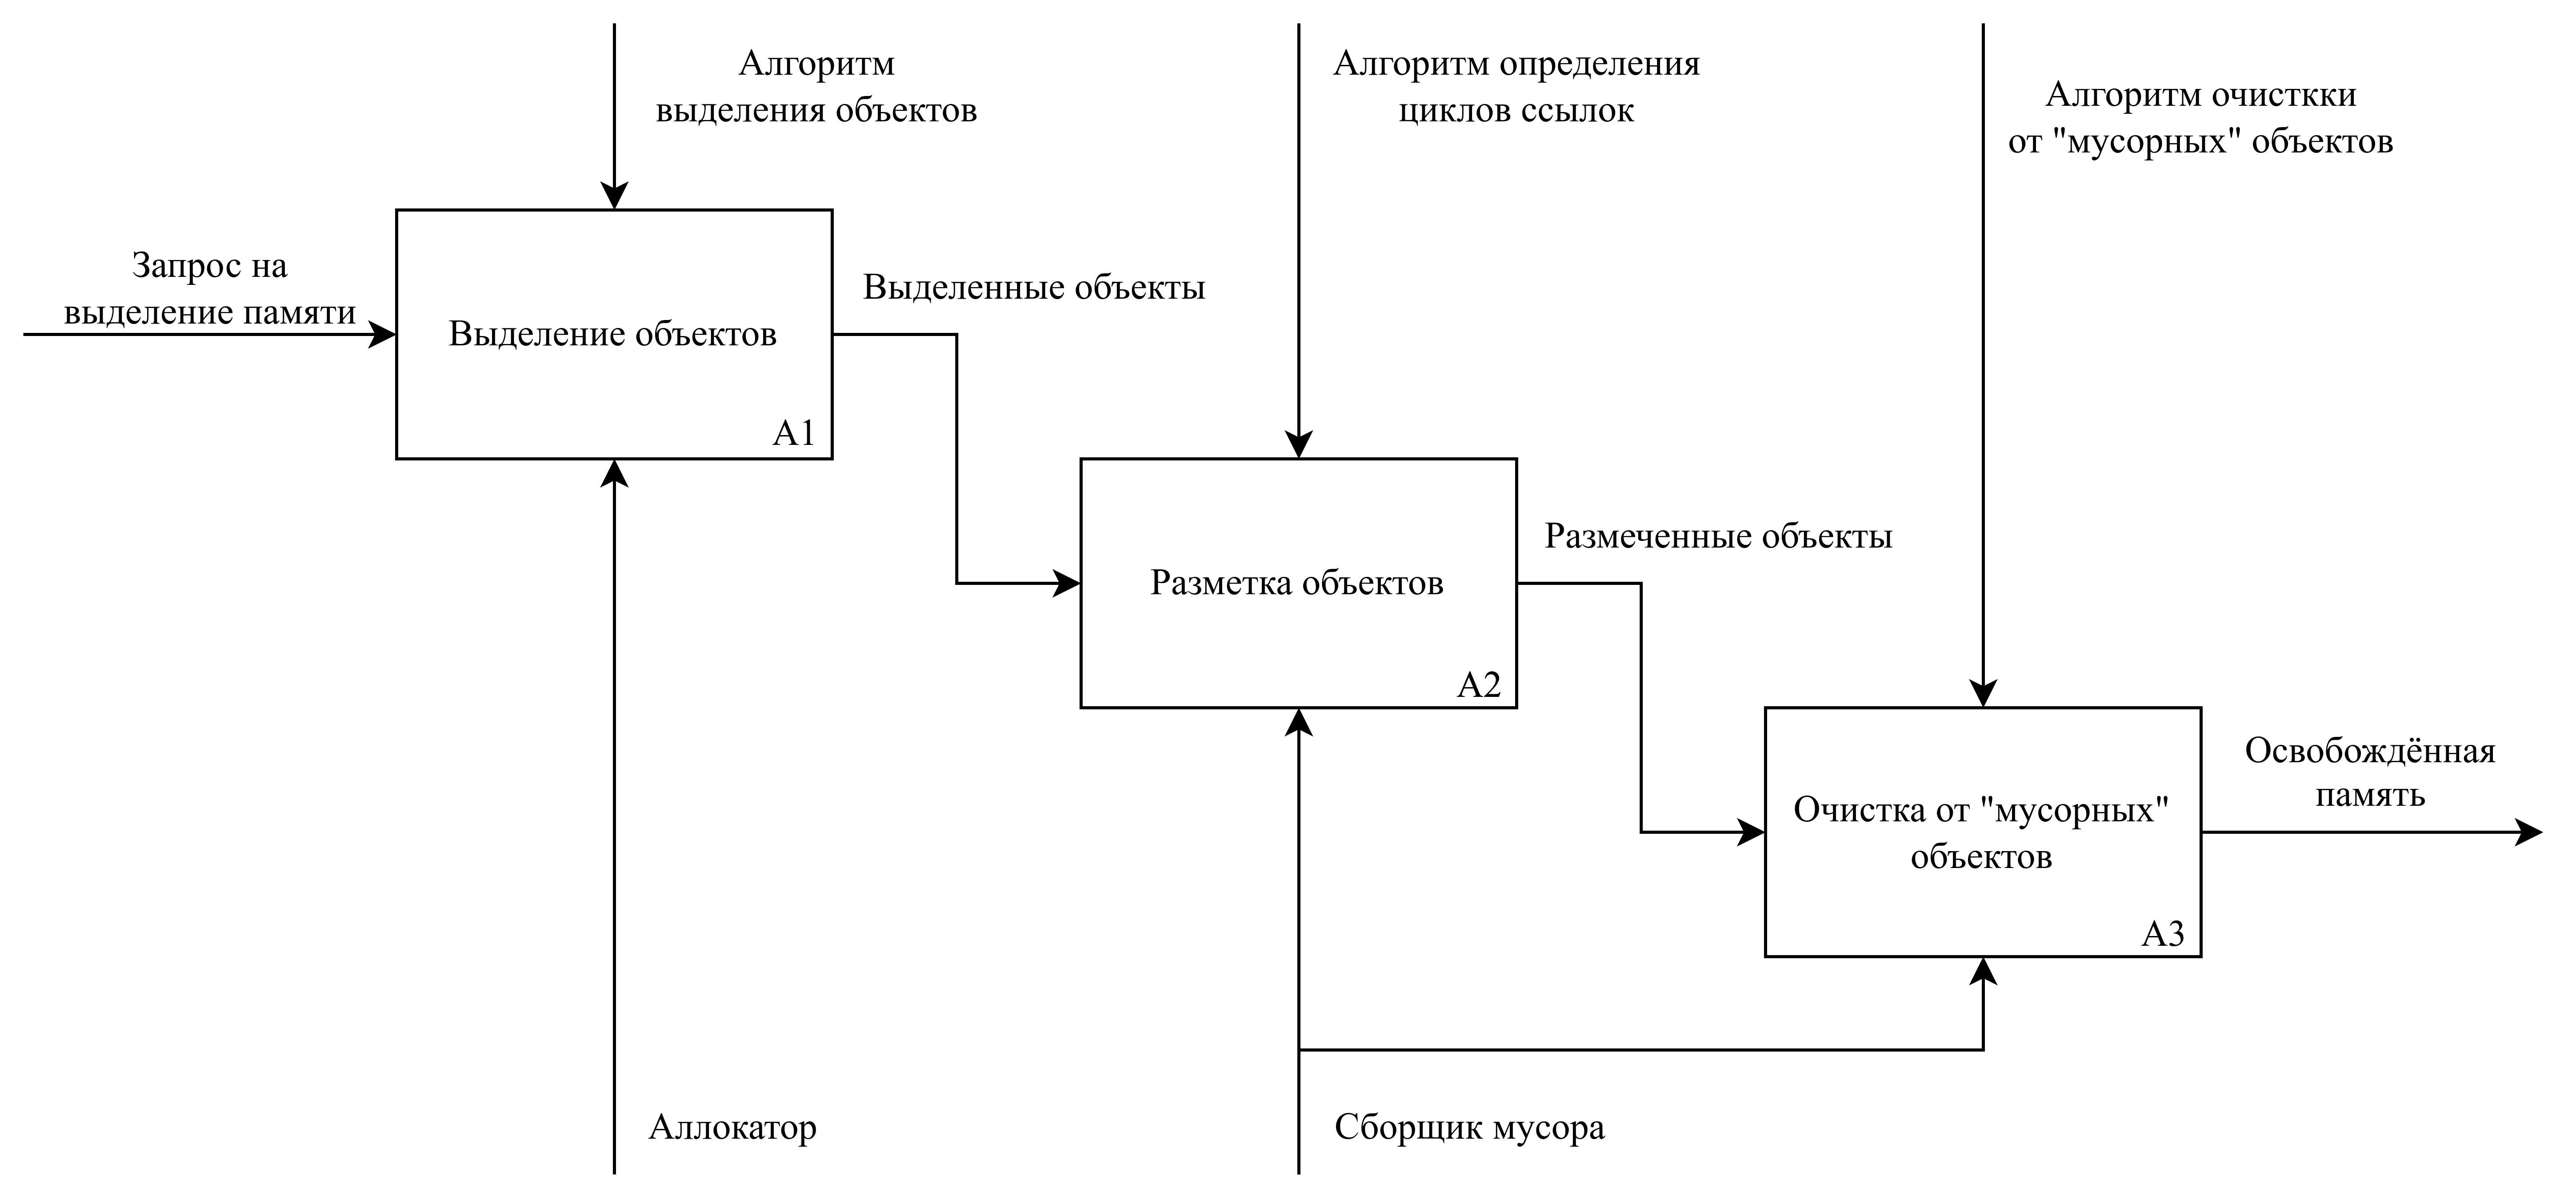 Алгоритм
выделения объектов
Алгоритм определения
циклов ссылок
Алгоритм очисткки
от "мусорных" объектов
Запрос на
выделение памяти
Выделение объектов
A1
Выделенные объекты
Разметка объектов
A2
Размеченные объекты
Очистка от "мусорных"
объектов
A3
Освобождённая
память
Аллокатор
Сборщик мусора